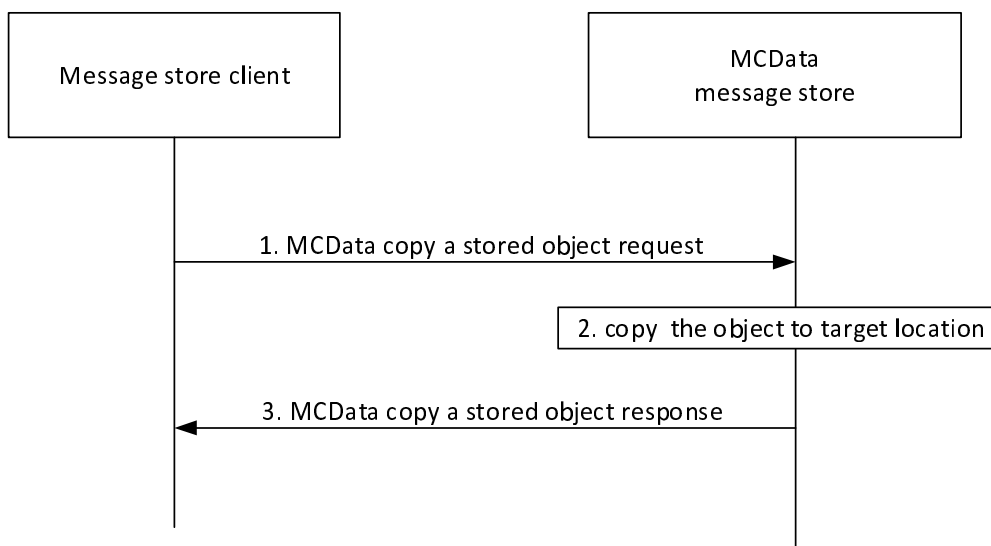 Message store client
MCData
message store
1. MCData copy a stored object request
2. copy the object to target location
3. MCData copy a stored object response